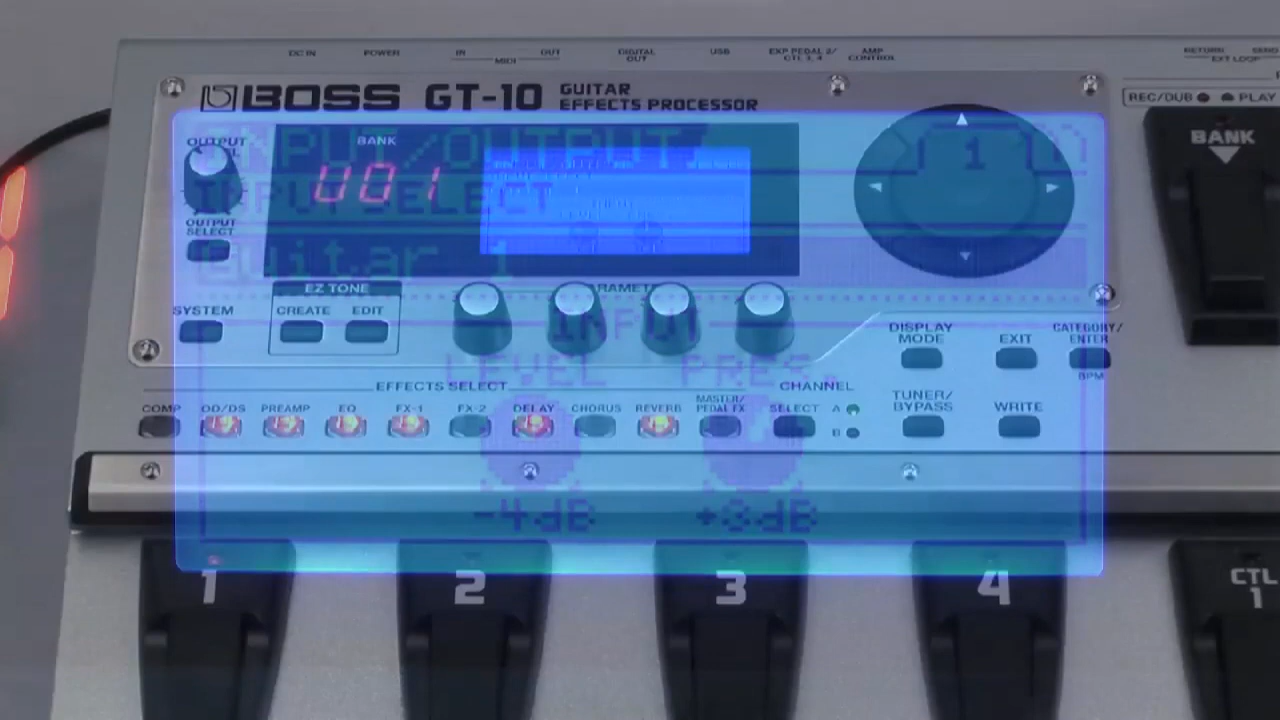 DC IN POWER IN MIDI OUT DIGITAL OUT USB EXP PEDAL 2/ CTL 3, 4 AMP CONTROL RETURN EXT LOOP
BOSS GT-10 GUITAR EFFECTS PROCESSOR
REC/DUB PLAY
BANK
OUTPUT
BANK
U01
INPUT/OUTPUT
1
INPUT SELECT
OUTPUT SELECT
Guitar 1
EZ TONE
SYSTEM
CREATE EDIT
INPUT
LEVEL PRES.
DISPLAY MODE
EXIT
CATEGORY/ ENTER
BPM
EFFECTS SELECT
CHANNEL
COMP OD/DS PREAMP EQ FX-1 FX-2 DELAY CHORUS REVERB MASTER/ PEDAL FX SELECT A B
TUNER/ BYPASS
WRITE
-4dB +3dB
1 2 3 4
CTL 1